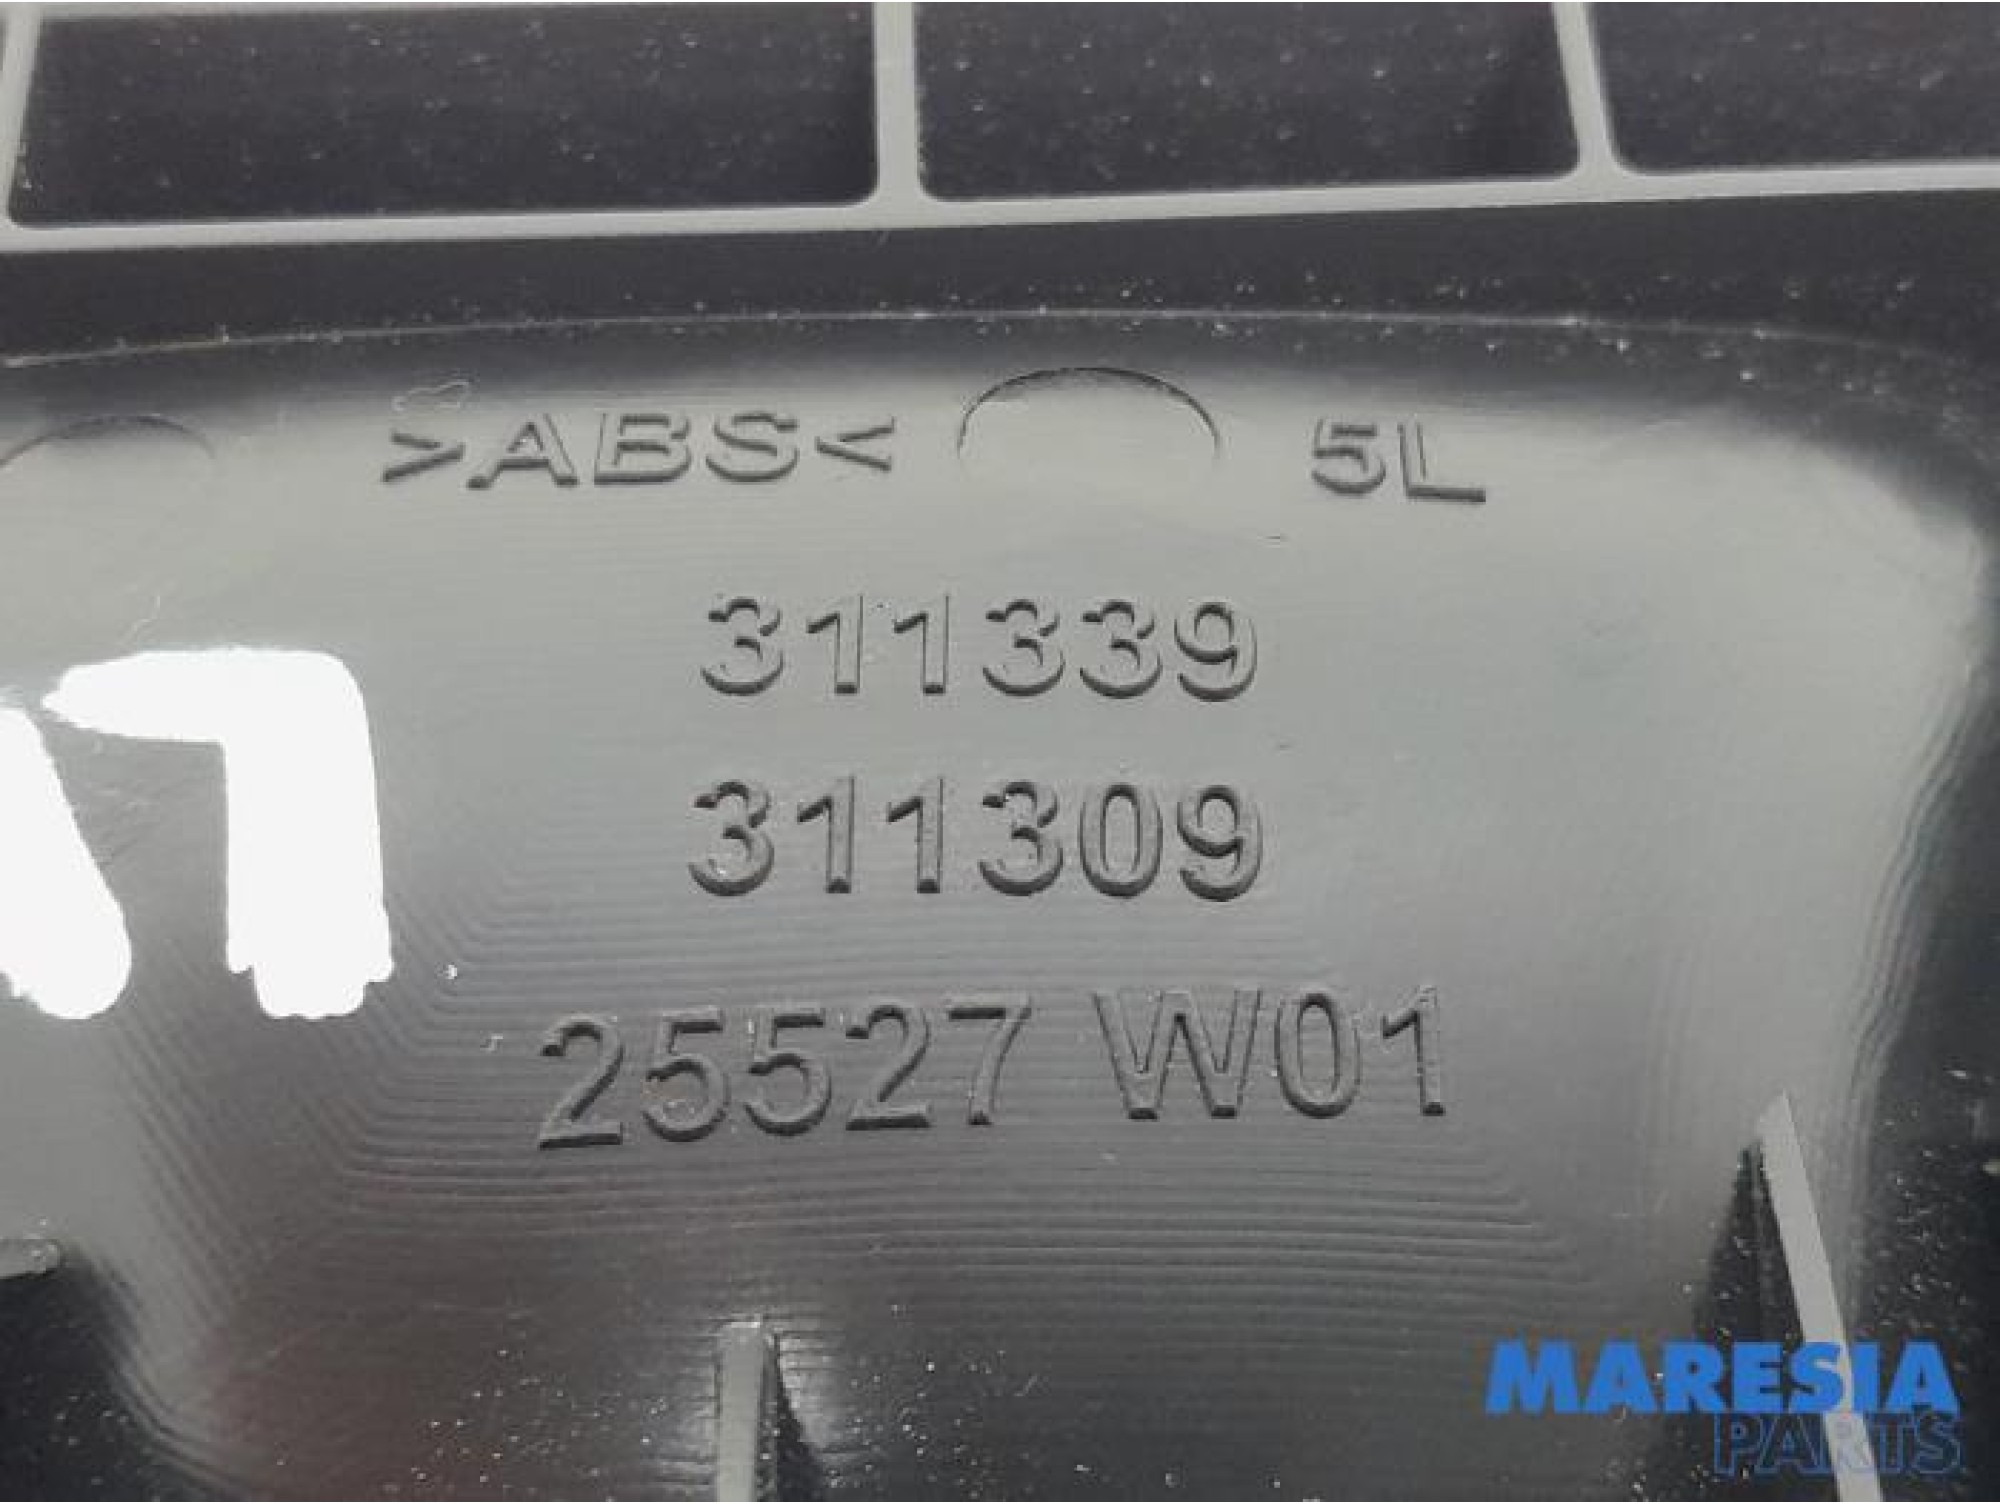 >ABS< 5L
311339
311309
25527 W01
MARESIA
PARTS